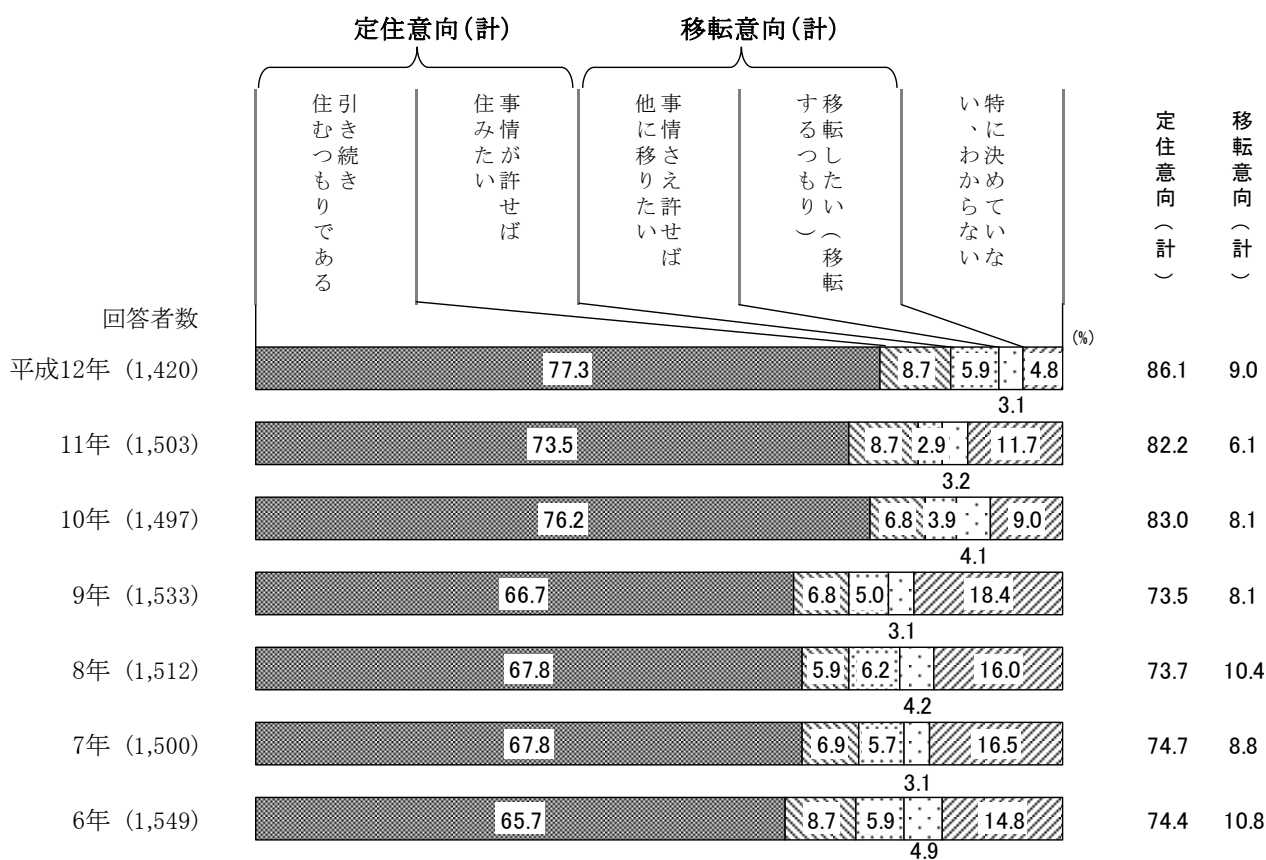 定住意向(計) 移転意向(計)
引き続き
住むつもりである
事情が許せば
住みたい
事情さえ許せば
他に移りたい
移転したい(移転
するつもり)
特に決めていな
い、わからない
定住意向(計)
移転意向(計)
回答者数
(%)
平成12年 (1,420) 77.3 8.7 5.9 4.8 86.1 9.0
3.1
11年 (1,503) 73.5 8.7 2.9 11.7 82.2 6.1
3.2
10年 (1,497) 76.2 6.8 3.9 9.0 83.0 8.1
4.1
9年 (1,533) 66.7 6.8 5.0 18.4 73.5 8.1
3.1
8年 (1,512) 67.8 5.9 6.2 16.0 73.7 10.4
4.2
7年 (1,500) 67.8 6.9 5.7 16.5 74.7 8.8
3.1
6年 (1,549) 65.7 8.7 5.9 14.8 74.4 10.8
4.9